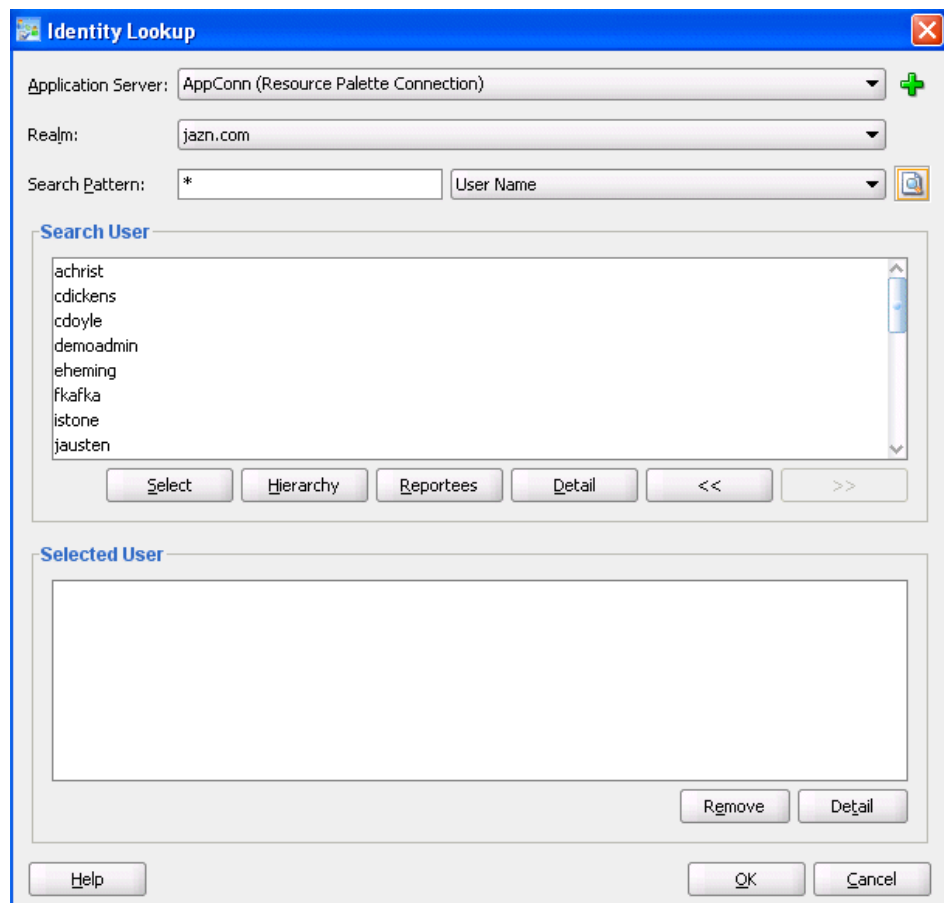 Identity Lookup
Application Server: AppConn (Resource Palette Connection)
Realm: jazn.com
Search Pattern: * User Name
Search User
achrist
cdickens
cdoyle
demoadmin
eheming
fkafka
istone
jausten
Select Hierarchy Reportees Detail << >>
Selected User
Remove Detail
Help OK Cancel